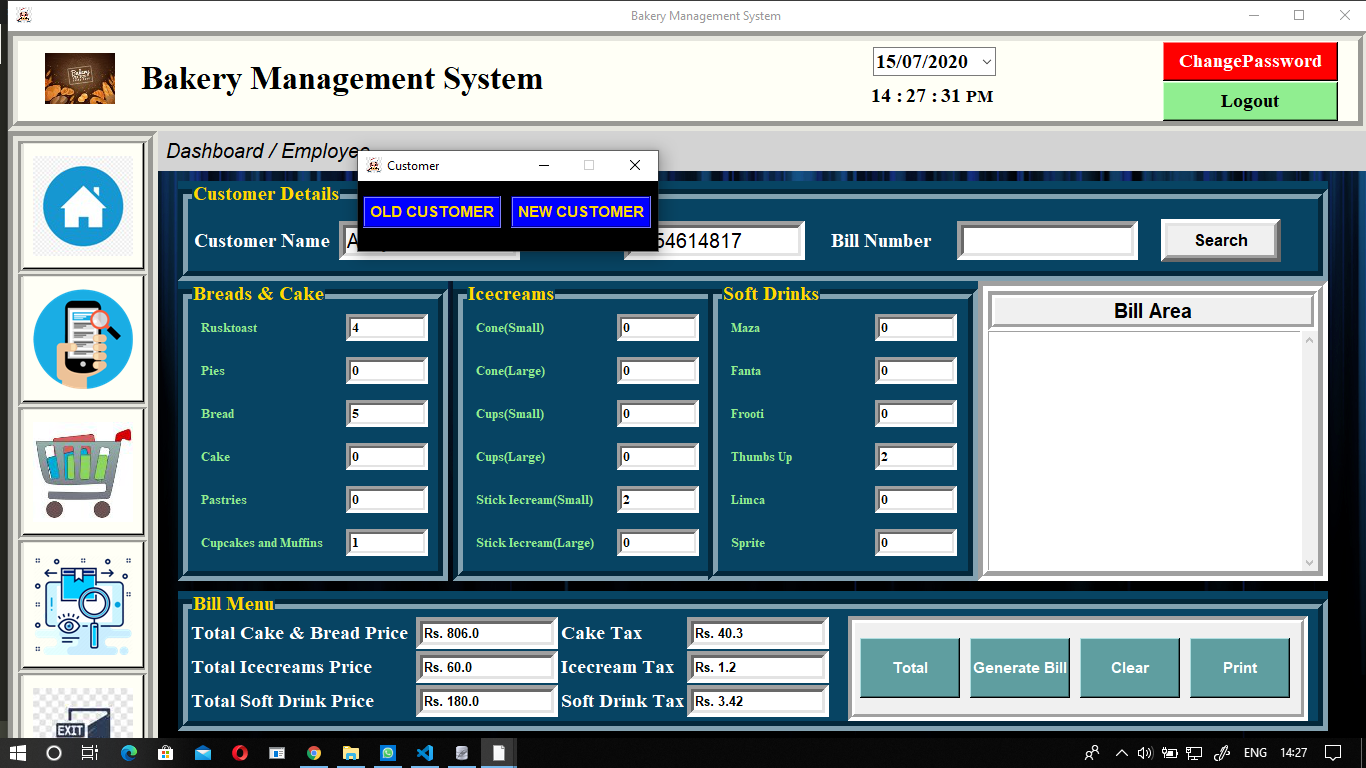 Bakery Management System
Bakery Management System
15/07/2020
14 : 27 : 31 PM
ChangePassword
Logout
Dashboard / Employee
Customer
OLD CUSTOMER NEW CUSTOMER
Customer Details
Customer Name
54614817
Bill Number
Search
Breads & Cake
Rusktoast 4
Pies 0
Bread 5
Cake 0
Pastries 0
Cupcakes and Muffins 1
Icecreams
Cone(Small) 0
Cone(Large) 0
Cups(Small) 0
Cups(Large) 0
Stick Iecream(Small) 2
Stick Iecream(Large) 0
Soft Drinks
Maza 0
Fanta 0
Frooti 0
Thumbs Up 2
Limca 0
Sprite 0
Bill Area
Bill Menu
Total Cake & Bread Price Rs. 806.0 Cake Tax Rs. 40.3
Total Icecreams Price Rs. 60.0 Icecream Tax Rs. 1.2
Total Soft Drink Price Rs. 180.0 Soft Drink Tax Rs. 3.42
Total Generate Bill Clear Print
EXIT
ENG 14:27